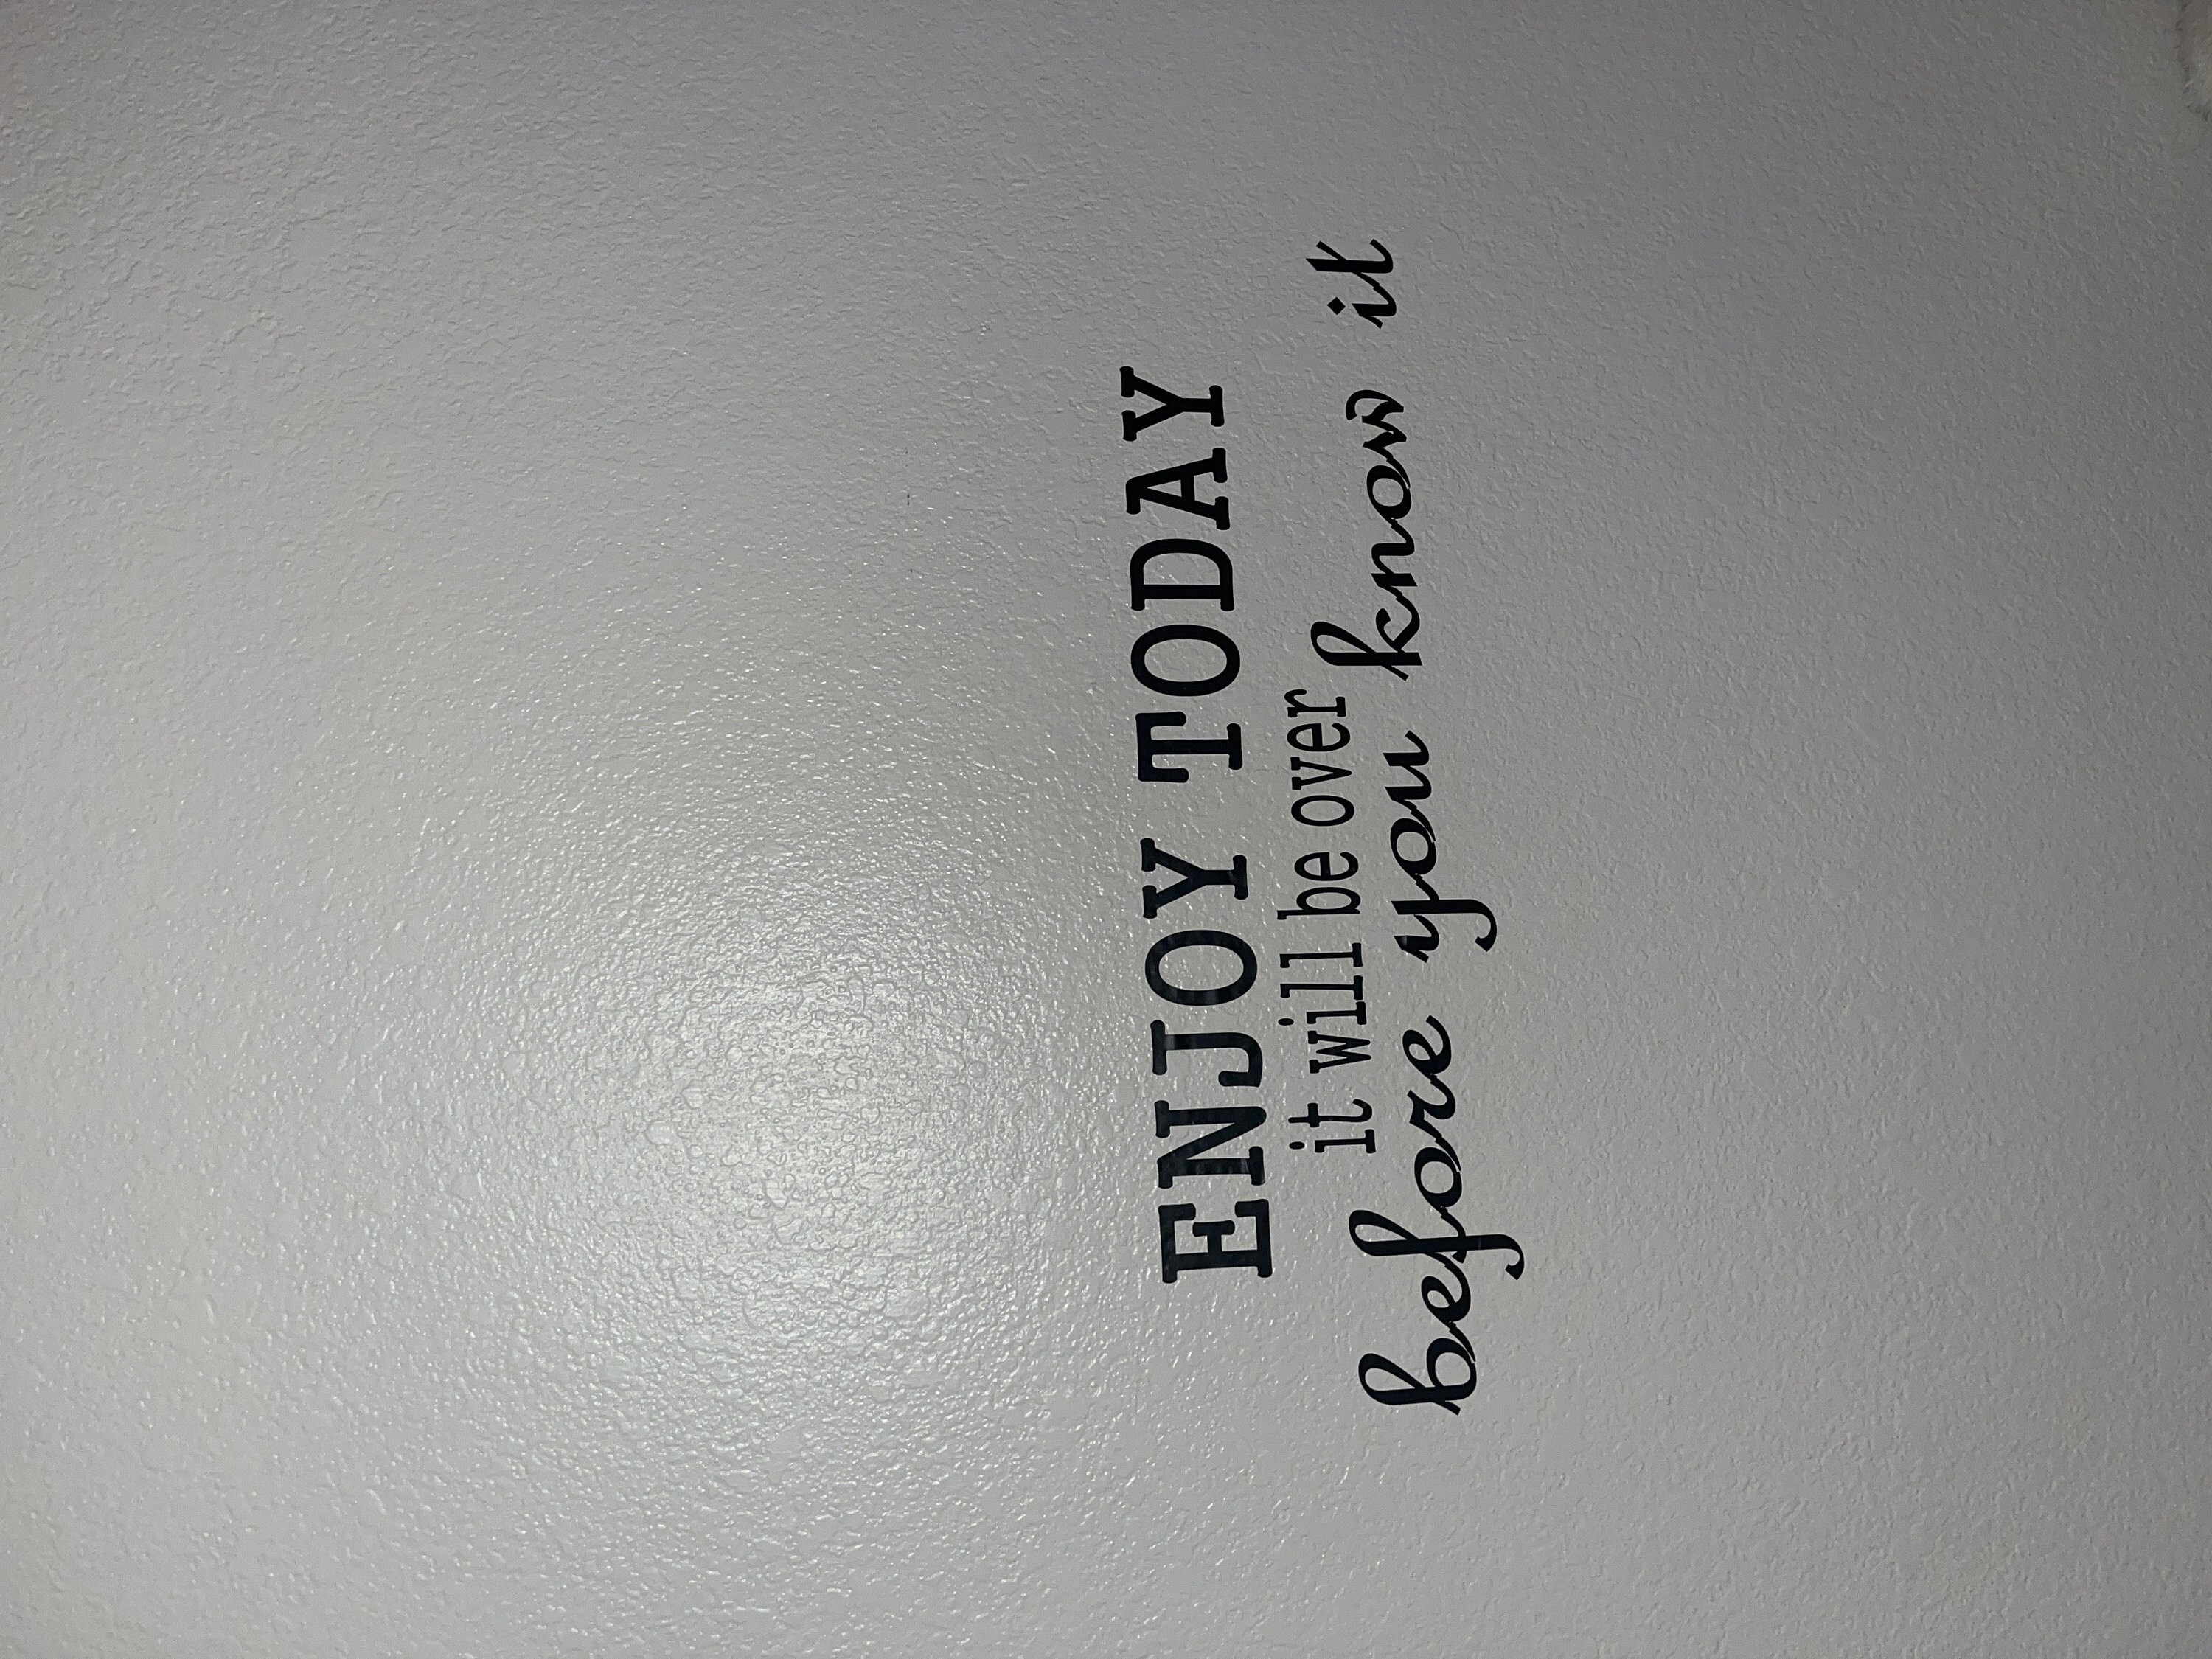 ENJOY TODAY
it will be over
before you know it